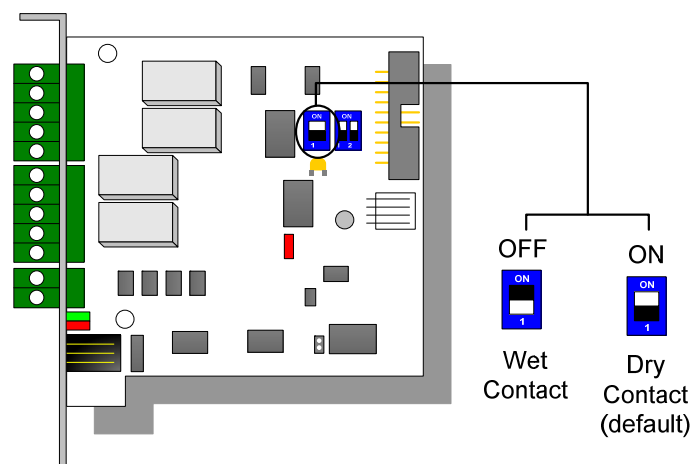 ON ON
1 1 2
OFF
ON
1
Wet
Contact
ON
ON
1
Dry
Contact
(default)